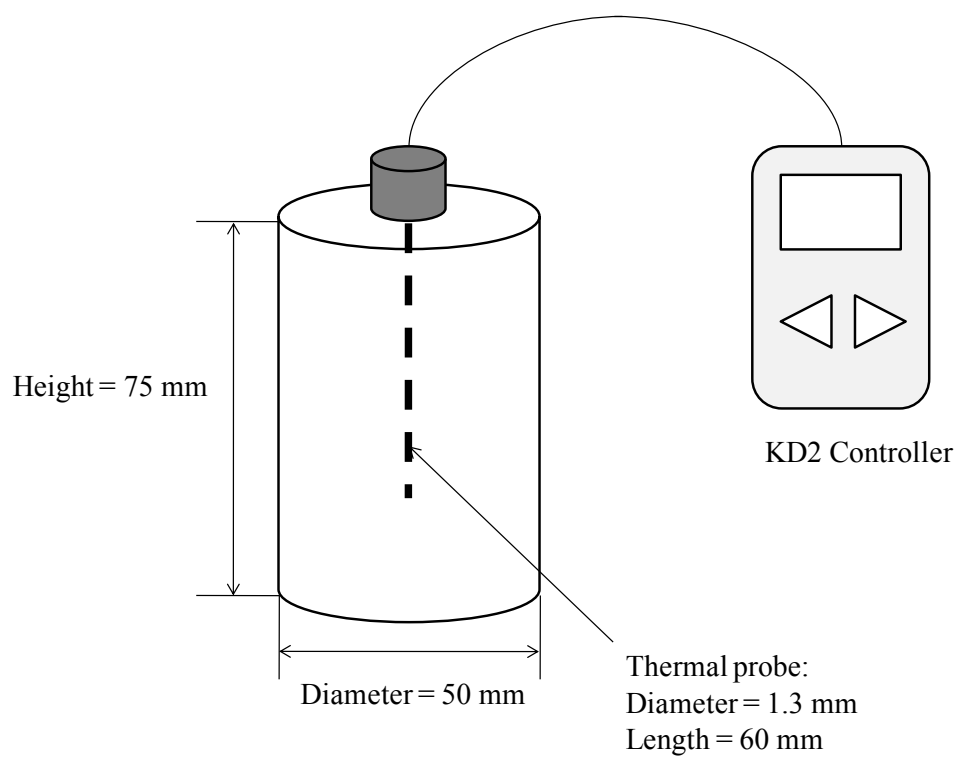 Height = 75 mm
KD2 Controller
Diameter = 50 mm
Thermal probe:
Diameter = 1.3 mm
Length = 60 mm